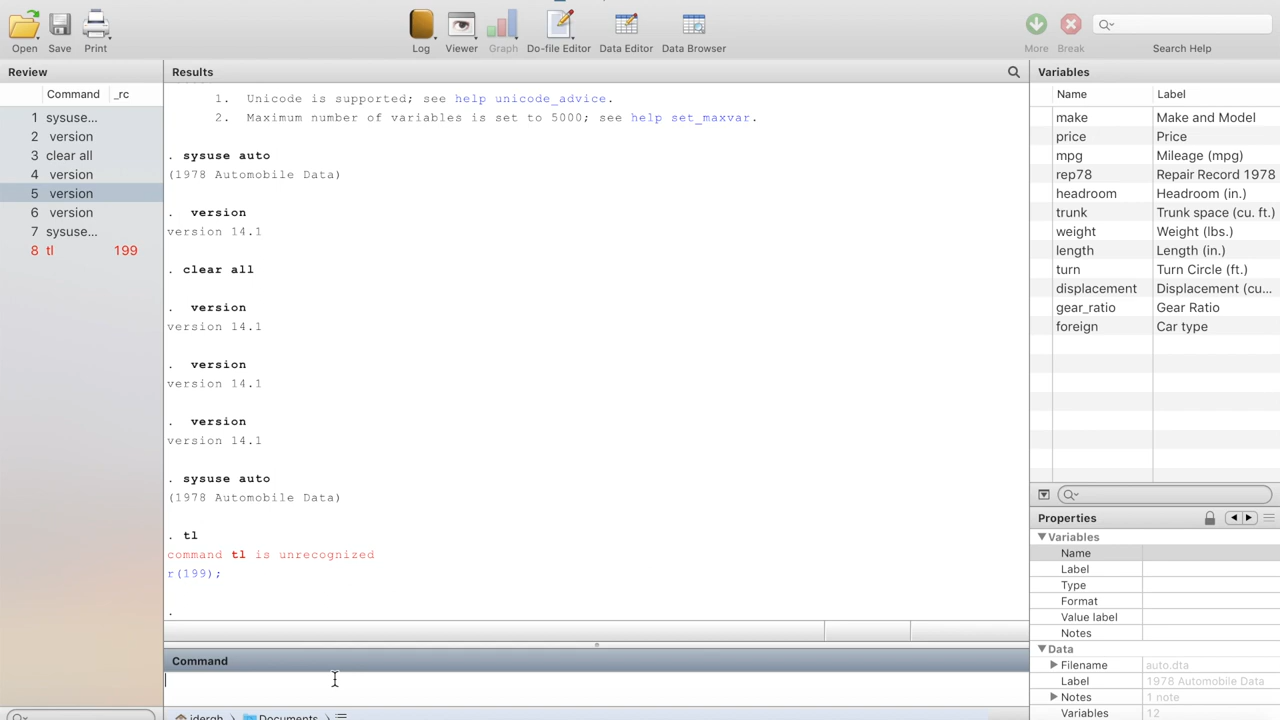 Open Save Print Log Viewer Graph Do-file Editor Data Editor Data Browser More Break Search Help
Review
Command _rc
1 sysuse...
2 version
3 clear all
4 version
5 version
6 version
7 sysuse...
8 tl 199
Results
1. Unicode is supported; see help unicode_advice.
2. Maximum number of variables is set to 5000; see help set_maxvar.
. sysuse auto
(1978 Automobile Data)
. version
version 14.1
. clear all
. version
version 14.1
. version
version 14.1
. version
version 14.1
. sysuse auto
(1978 Automobile Data)
. tl
command tl is unrecognized
r(199);
.
Command
Variables
Name Label
make Make and Model
price Price
mpg Mileage (mpg)
rep78 Repair Record 1978
headroom Headroom (in.)
trunk Trunk space (cu. ft.)
weight Weight (lbs.)
length Length (in.)
turn Turn Circle (ft.)
displacement Displacement (cu...
gear_ratio Gear Ratio
foreign Car type
Properties
Variables
Name
Label
Type
Format
Value label
Notes
Data
Filename auto.dta
Label 1978 Automobile Data
Notes 1 note
Variables 12
Documents